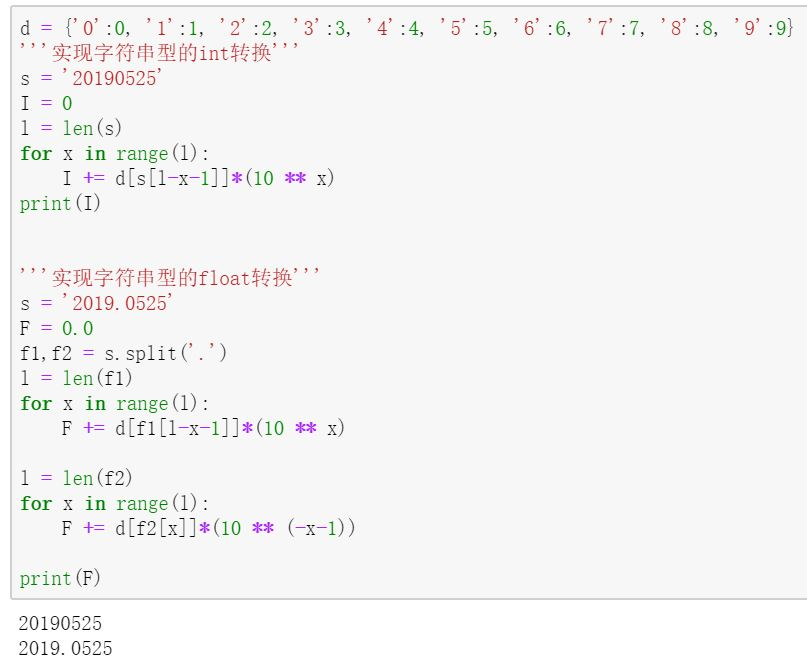 d = {'0':0, '1':1, '2':2, '3':3, '4':4, '5':5, '6':6, '7':7, '8':8, '9':9}
'''实现字符串型的int转换'''
s = '20190525'
I = 0
l = len(s)
for x in range(l):
    I += d[s[l-x-1]]*(10 ** x)
print(I)
'''实现字符串型的float转换'''
s = '2019.0525'
F = 0.0
f1,f2 = s.split('.')
l = len(f1)
for x in range(l):
    F += d[f1[l-x-1]]*(10 ** x)
l = len(f2)
for x in range(l):
    F += d[f2[x]]*(10 ** (-x-1))
print(F)
20190525
2019.0525